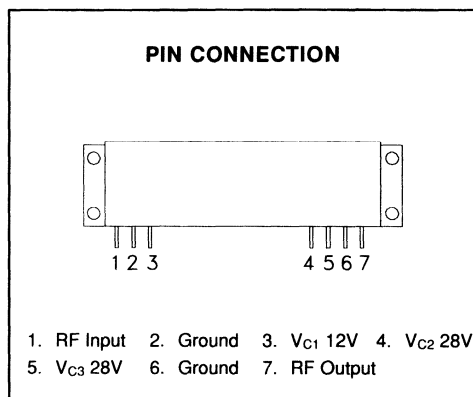 PIN CONNECTION
1 2 3 4 5 6 7
1. RF Input 2. Ground 3. VC1 12V 4. VC2 28V
5. VC3 28V 6. Ground 7. RF Output